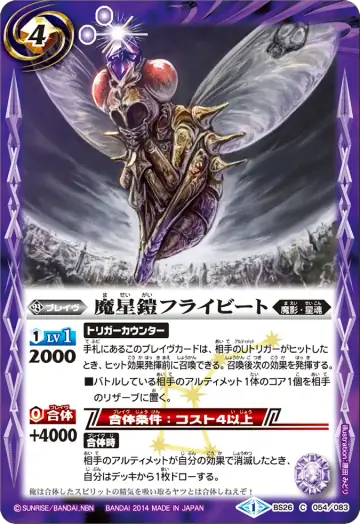 4
ブレイヴ
魔星鎧フライビート
ま せい がい
魔影・星魂
1 LV1
2000
トリガーカウンター
手札にあるこのブレイヴカードは、相手のUトリガーがヒットしたとき、ヒット効果発揮前に召喚できる。召喚後次の効果を発揮する。
■バトルしている相手のアルティメット1体のコア1個を相手のリザーブに置く。
0 合体
+4000
合体条件:コスト4以上
合体時
相手のアルティメットが自分の効果で消滅したとき、自分はデッキから1枚ドローする。
俺は合体したスピリットの精気を吸い取るヤツとは合わねえんだ!
©SUNRISE/BANDAI,NBN BANDAI 2014 MADE IN JAPAN
1 BS26 C 054/083